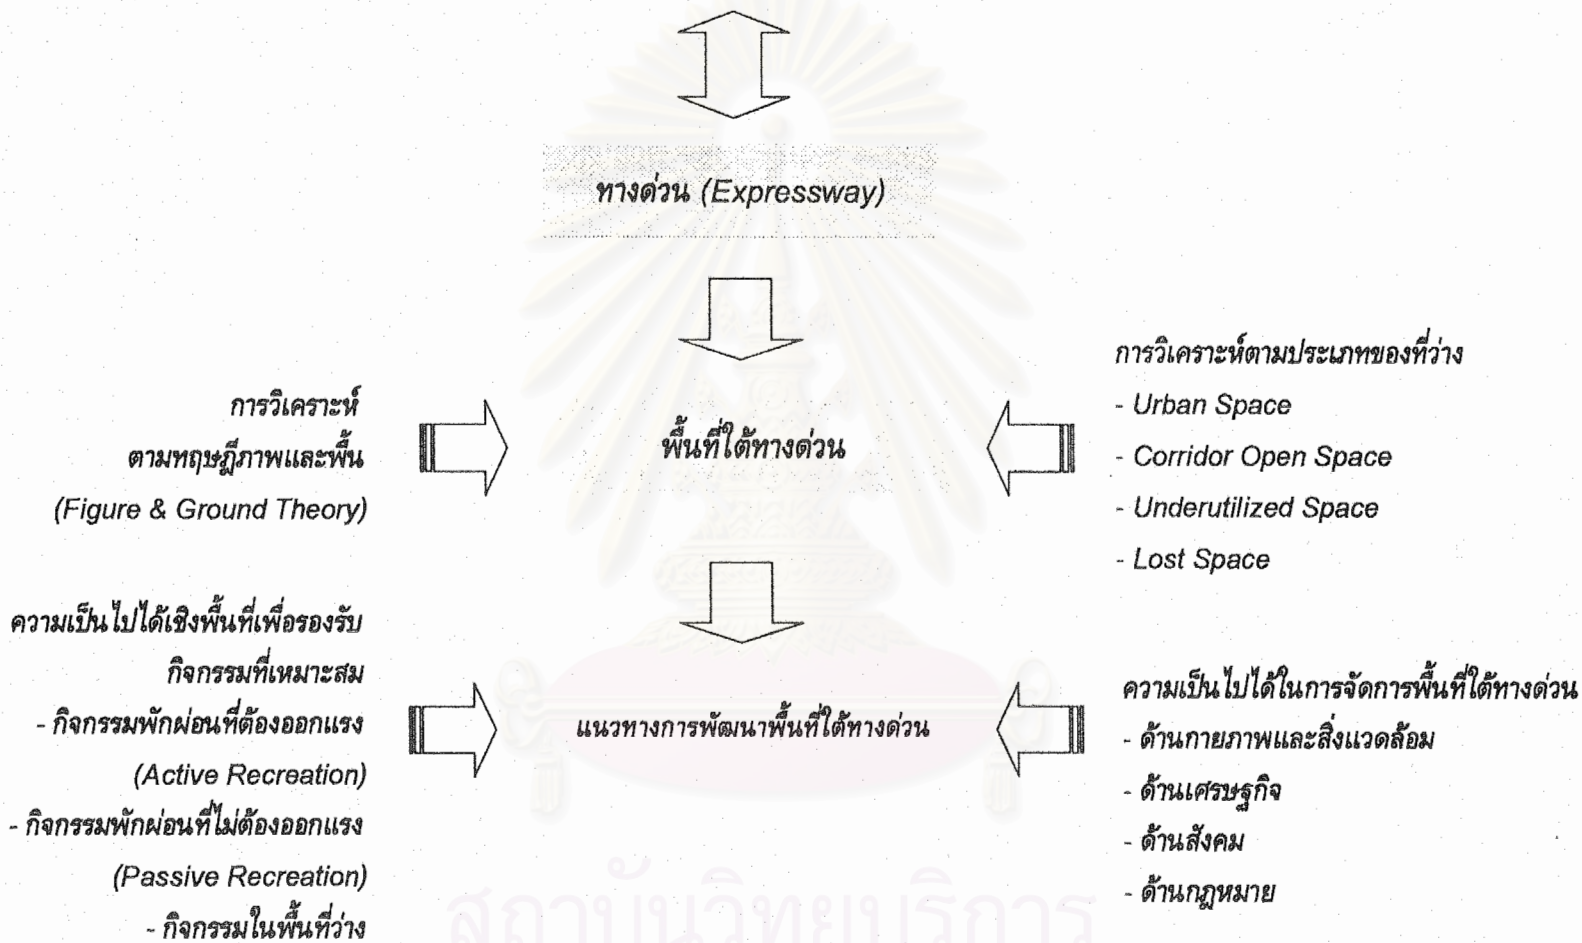 ทางด่วน (Expressway)
การวิเคราะห์
ตามทฤษฎีภาพและพื้น
(Figure & Ground Theory)
พื้นที่ใต้ทางด่วน
การวิเคราะห์ตามประเภทของที่ว่าง
- Urban Space
- Corridor Open Space
- Underutilized Space
- Lost Space
ความเป็นไปได้เชิงพื้นที่เพื่อรองรับ
กิจกรรมที่เหมาะสม
- กิจกรรมพักผ่อนที่ต้องออกแรง
(Active Recreation)
- กิจกรรมพักผ่อนที่ไม่ต้องออกแรง
(Passive Recreation)
- กิจกรรมในพื้นที่ว่าง
แนวทางการพัฒนาพื้นที่ใต้ทางด่วน
ความเป็นไปได้ในการจัดการพื้นที่ใต้ทางด่วน
- ด้านกายภาพและสิ่งแวดล้อม
- ด้านเศรษฐกิจ
- ด้านสังคม
- ด้านกฎหมาย
สถาบันวิทยบริการ